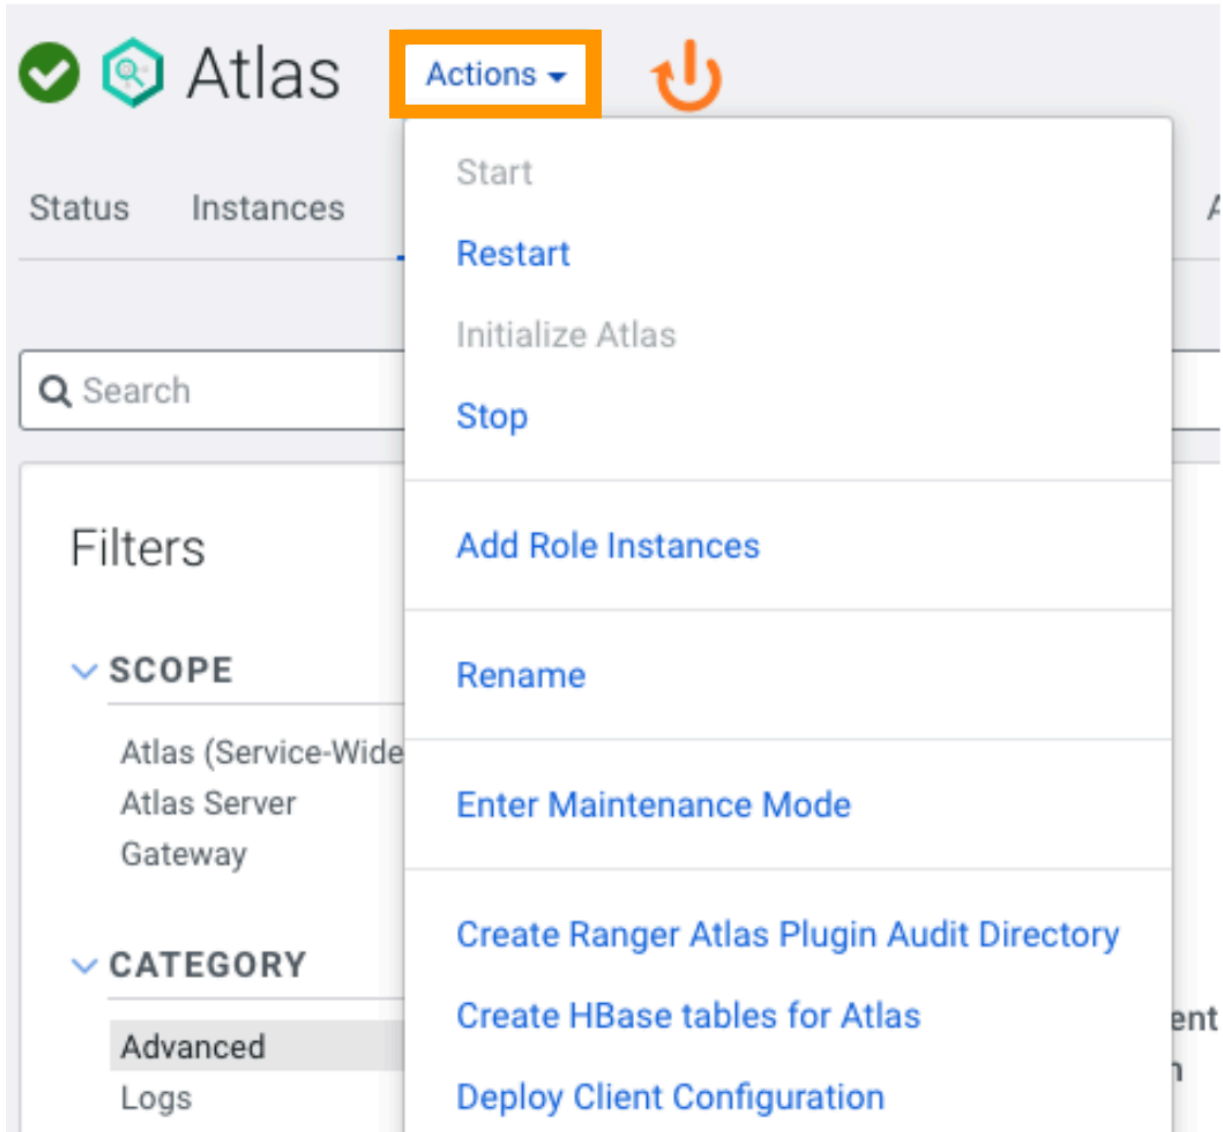 Atlas
Actions
Status
Instances
Start
Restart
Initialize Atlas
Stop
Search
Add Role Instances
Filters
Rename
SCOPE
Atlas (Service-Wide
Atlas Server
Gateway
Enter Maintenance Mode
CATEGORY
Advanced
Logs
Create Ranger Atlas Plugin Audit Directory
Create HBase tables for Atlas
Deploy Client Configuration